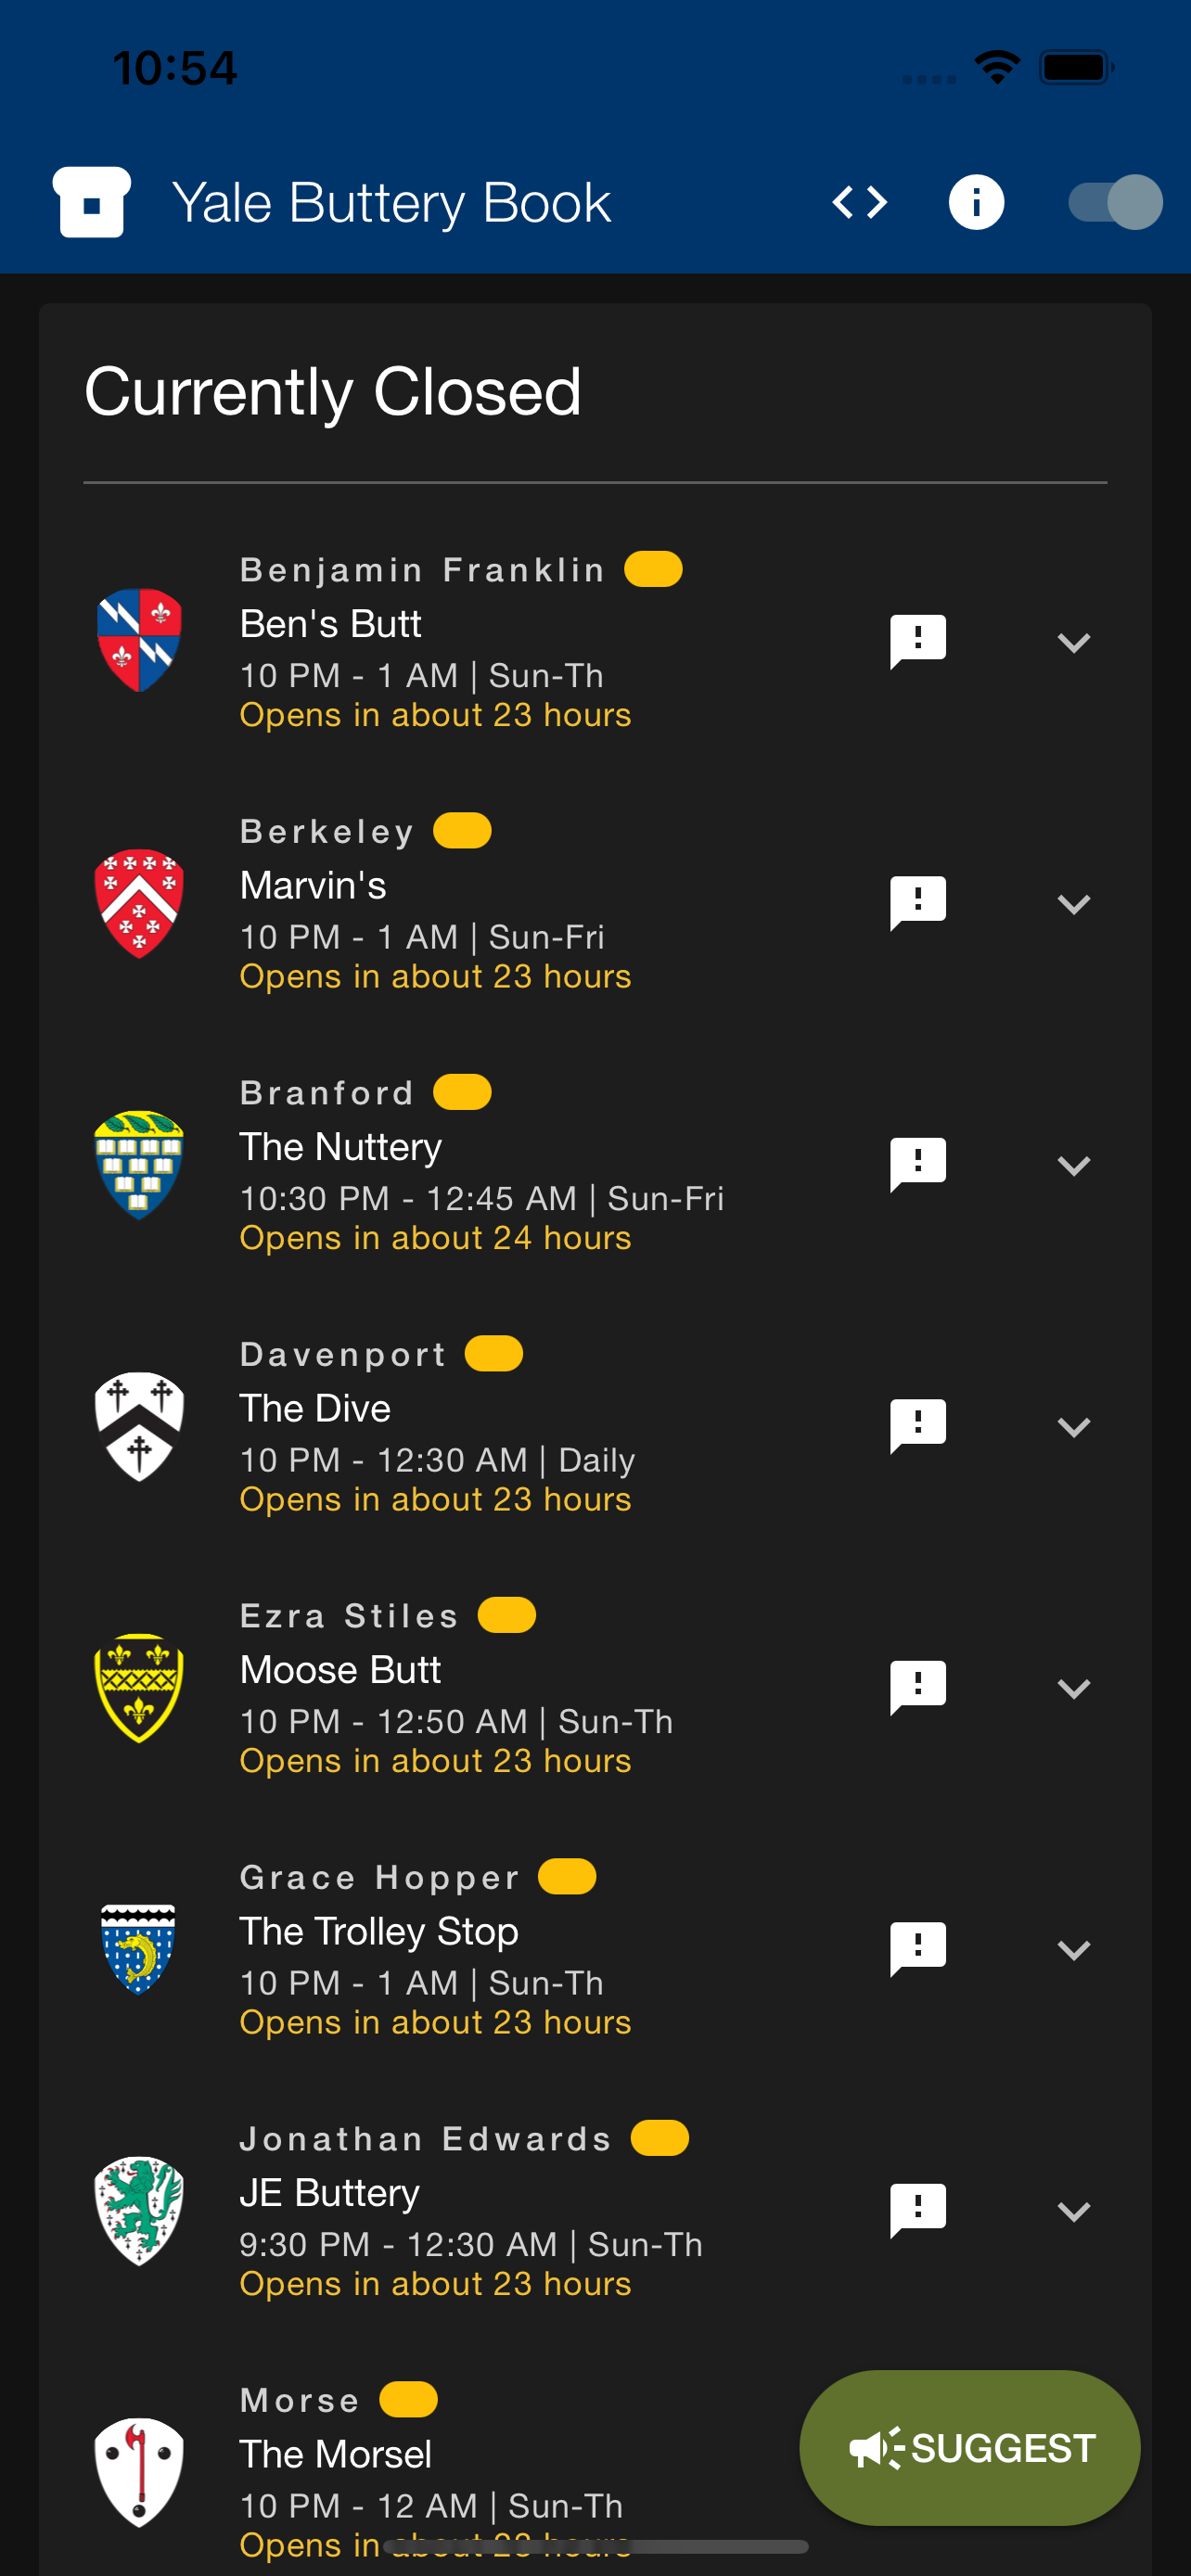 10:54
Yale Buttery Book
Currently Closed
Benjamin Franklin
Ben's Butt
10 PM - 1 AM | Sun-Th
Opens in about 23 hours
Berkeley
Marvin's
10 PM - 1 AM | Sun-Fri
Opens in about 23 hours
Branford
The Nuttery
10:30 PM - 12:45 AM | Sun-Fri
Opens in about 24 hours
Davenport
The Dive
10 PM - 12:30 AM | Daily
Opens in about 23 hours
Ezra Stiles
Moose Butt
10 PM - 12:50 AM | Sun-Th
Opens in about 23 hours
Grace Hopper
The Trolley Stop
10 PM - 1 AM | Sun-Th
Opens in about 23 hours
Jonathan Edwards
JE Buttery
9:30 PM - 12:30 AM | Sun-Th
Opens in about 23 hours
Morse
The Morsel
10 PM - 12 AM | Sun-Th
Opens in about 23 hours
SUGGEST